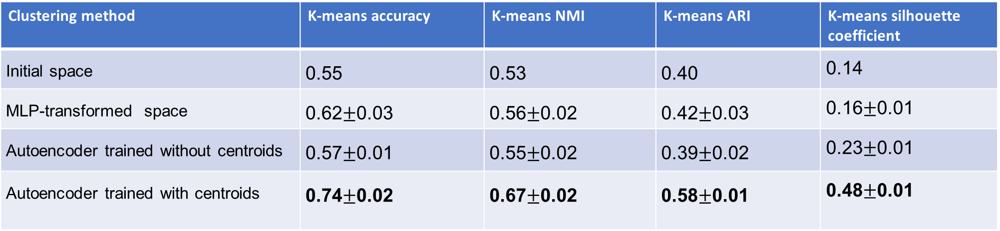 Clustering method K-means accuracy K-means NMI K-means ARI K-means silhouette coefficient
Initial space 0.55 0.53 0.40 0.14
MLP-transformed space 0.62±0.03 0.56±0.02 0.42±0.03 0.16±0.01
Autoencoder trained without centroids 0.57±0.01 0.55±0.02 0.39±0.02 0.23±0.01
Autoencoder trained with centroids 0.74±0.02 0.67±0.02 0.58±0.01 0.48±0.01